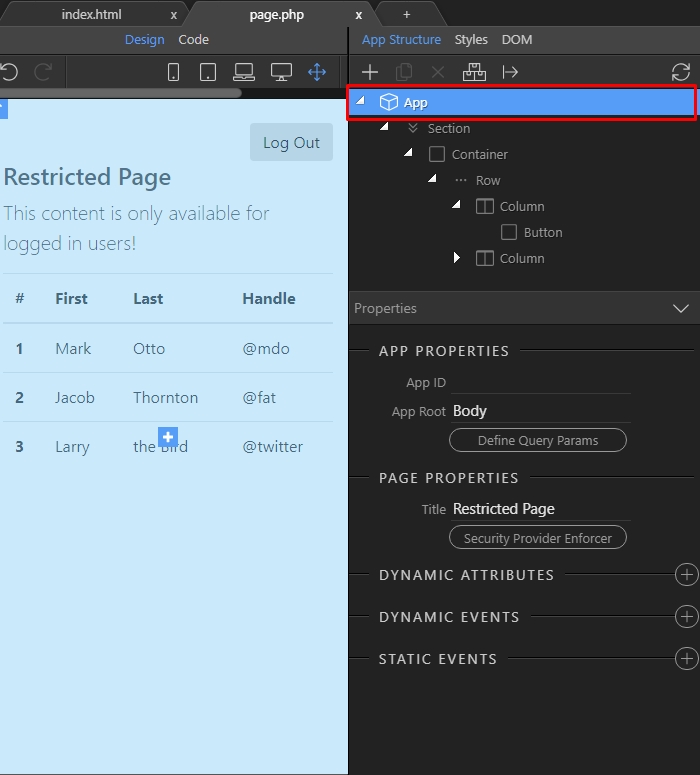 index.html x page.php x +
Design Code
App Structure Styles DOM
App
Section
Container
Row
Column
Button
Column
Log Out
Restricted Page
This content is only available for
logged in users!
# First Last Handle
1 Mark Otto @mdo
2 Jacob Thornton @fat
3 Larry the Bird @twitter
Properties
APP PROPERTIES
App ID
App Root Body
Define Query Params
PAGE PROPERTIES
Title Restricted Page
Security Provider Enforcer
DYNAMIC ATTRIBUTES
DYNAMIC EVENTS
STATIC EVENTS